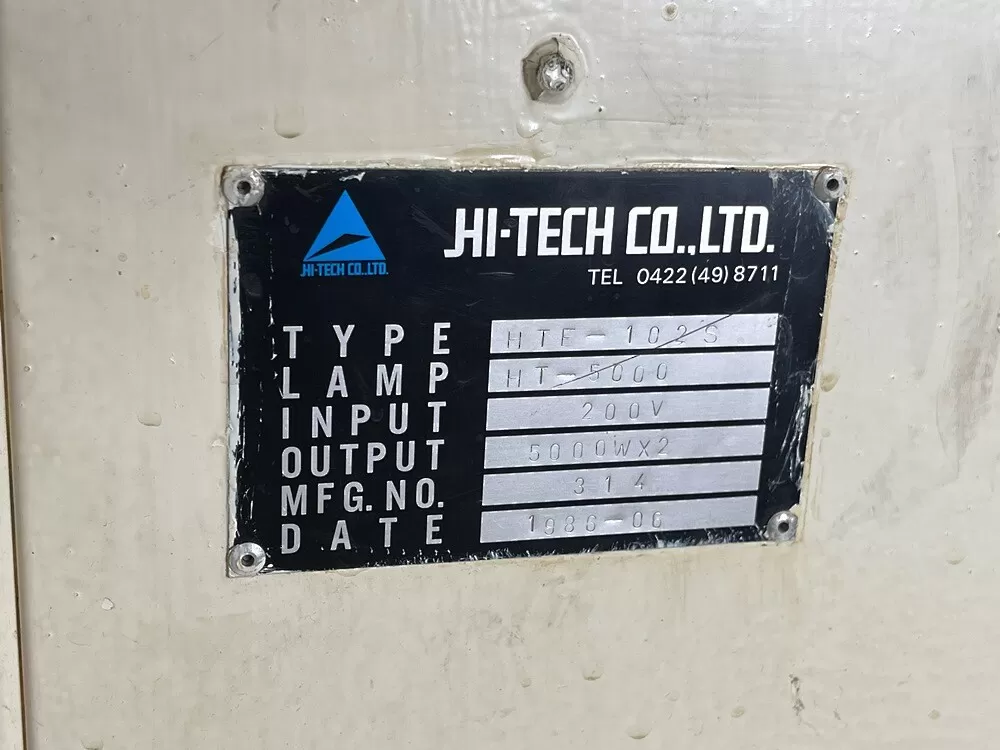 HI-TECH CO.,LTD.
HI-TECH CO.,LTD.
TEL 0422(49)8711
TYPE HTE-102S
LAMP HT-5000
INPUT 200V
OUTPUT 5000WX2
MFG.NO. 314
DATE 1986-06